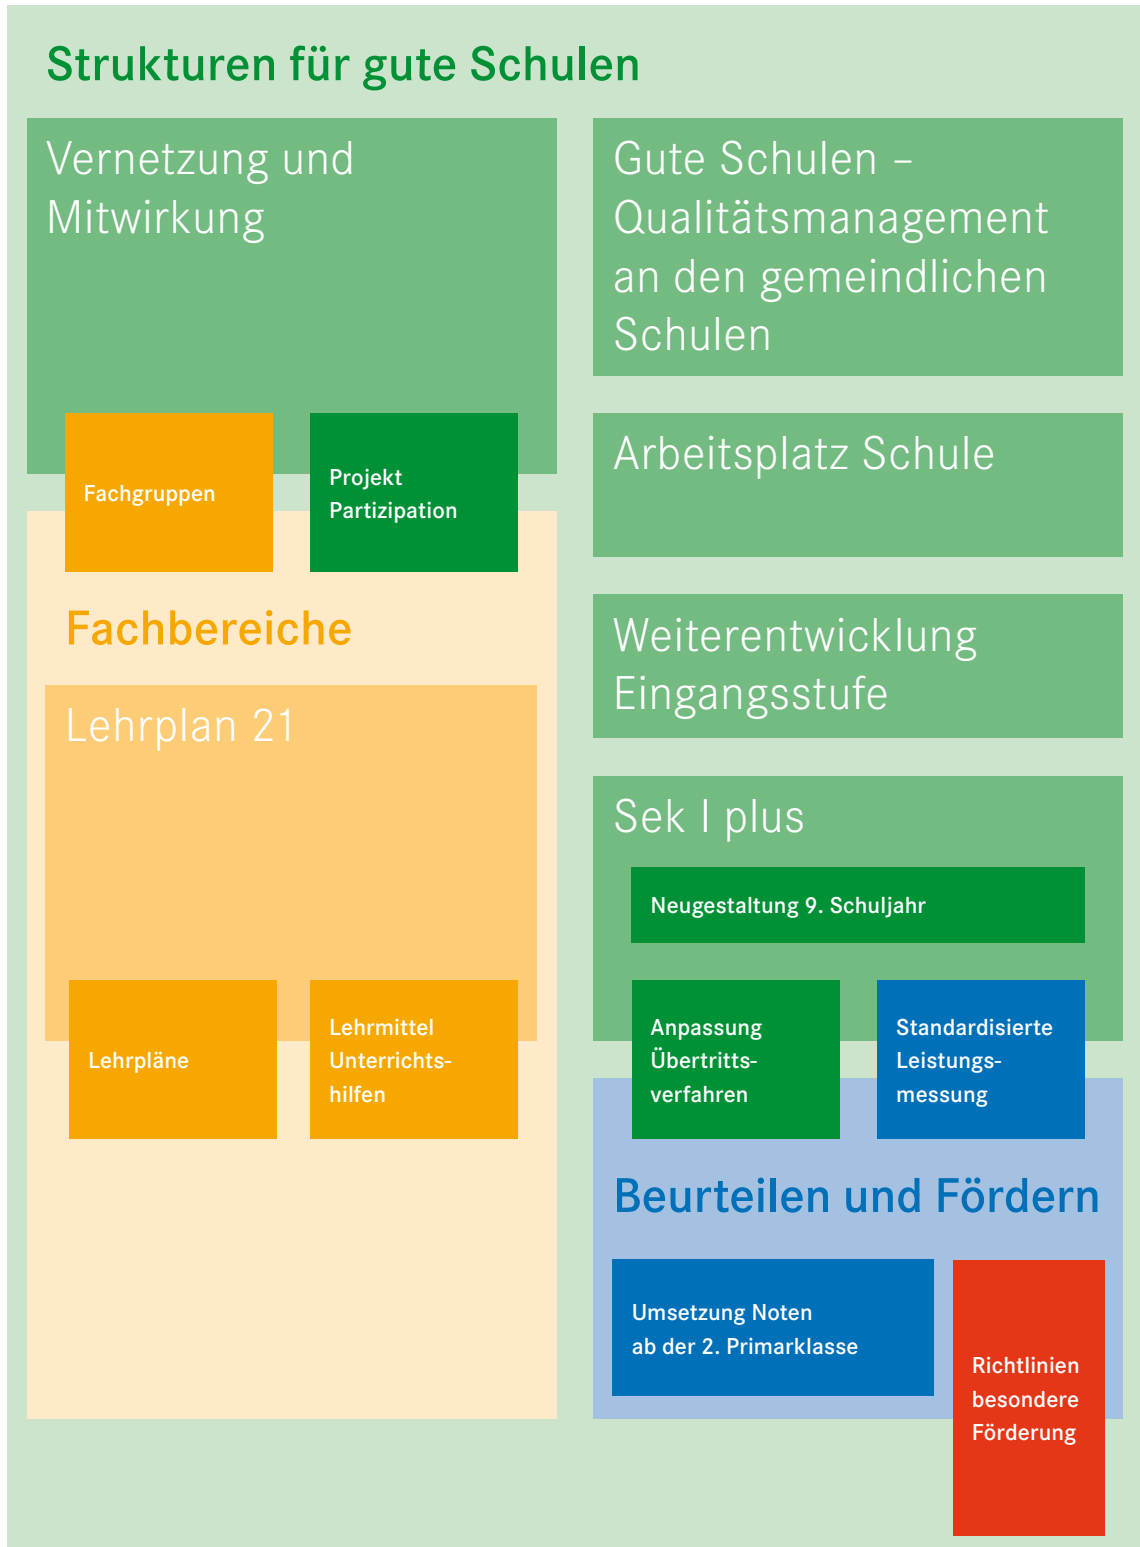 Strukturen für gute Schulen
Vernetzung und
Mitwirkung
Fachgruppen
Projekt
Partizipation
Fachbereiche
Lehrplan 21
Lehrpläne
Lehrmittel
Unterrichts-
hilfen
Gute Schulen –
Qualitätsmanagement
an den gemeindlichen
Schulen
Arbeitsplatz Schule
Weiterentwicklung
Eingangsstufe
Sek I plus
Neugestaltung 9. Schuljahr
Anpassung
Übertritts-
verfahren
Standardisierte
Leistungs-
messung
Beurteilen und Fördern
Umsetzung Noten
ab der 2. Primarklasse
Richtlinien
besondere
Förderung